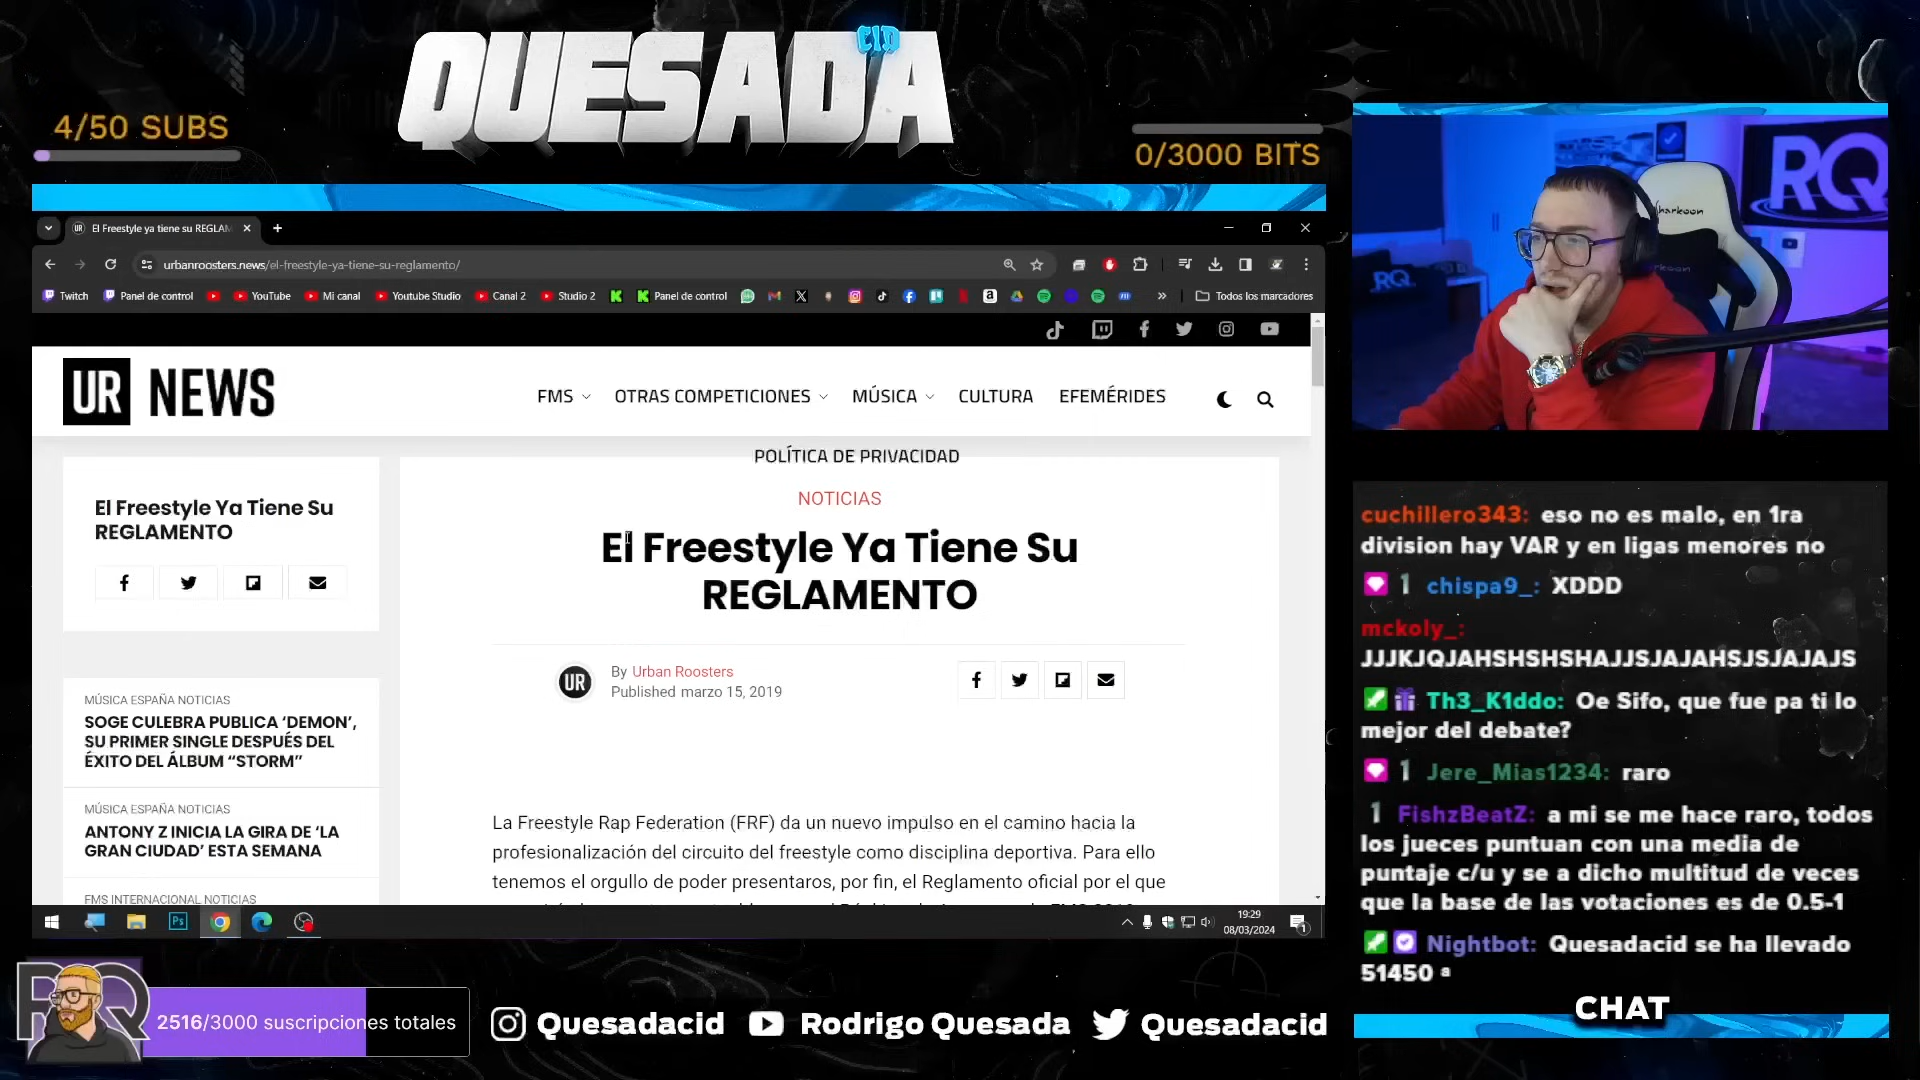 QUESADA
CID
4/50 SUBS
0/3000 BITS
El Freestyle ya tiene su REGLAM
urbanroosters.news/el-freestyle-ya-tiene-su-reglamento/
Twitch
Panel de control
YouTube
Mi canal
Youtube Studio
Canal 2
Studio 2
Panel de control
Todos los marcadores
UR NEWS
FMS
OTRAS COMPETICIONES
MÚSICA
CULTURA
EFEMÉRIDES
POLÍTICA DE PRIVACIDAD
El Freestyle Ya Tiene Su
REGLAMENTO
MÚSICA ESPAÑA NOTICIAS
SOGE CULEBRA PUBLICA ‘DEMON’,
SU PRIMER SINGLE DESPUÉS DEL
ÉXITO DEL ÁLBUM “STORM”
MÚSICA ESPAÑA NOTICIAS
ANTONY Z INICIA LA GIRA DE ‘LA
GRAN CIUDAD’ ESTA SEMANA
FMS INTERNACIONAL NOTICIAS
NOTICIAS
El Freestyle Ya Tiene Su
REGLAMENTO
UR
By Urban Roosters
Published marzo 15, 2019
La Freestyle Rap Federation (FRF) da un nuevo impulso en el camino hacia la
profesionalización del circuito del freestyle como disciplina deportiva. Para ello
tenemos el orgullo de poder presentaros, por fin, el Reglamento oficial por el que
Ps
19:29
08/03/2024
1
RQ
RQ
harkoon
arkoon
cuchillero343: eso no es malo, en 1ra
division hay VAR y en ligas menores no
1 chispa9_: XDDD
mckoly_:
JJJKJQJAHSHSHSHAJJSJAJAHSJSJAJAJS
Th3_K1ddo: Oe Sifo, que fue pa ti lo
mejor del debate?
1 Jere_Mias1234: raro
1 FishzBeatZ: a mi se me hace raro, todos
los jueces puntuan con una media de
puntaje c/u y se a dicho multitud de veces
que la base de las votaciones es de 0.5-1
Nightbot: Quesadacid se ha llevado
51450
CHAT
RQ
2516/3000 suscripciones totales
Quesadacid
Rodrigo Quesada
Quesadacid